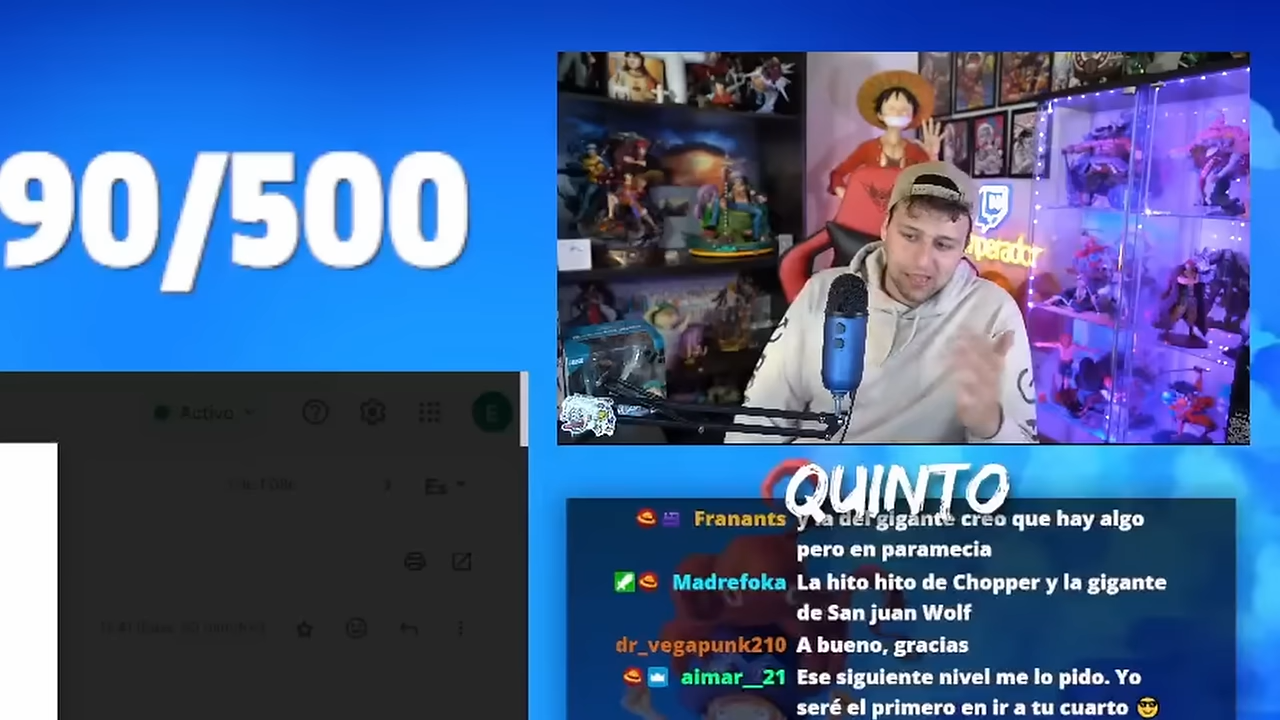 90/500
Activo
Es
perador
QUINTO
Franants y la del gigante creo que hay algo
pero en paramecia
Madrefoka La hito hito de Chopper y la gigante
de San juan Wolf
dr_vegapunk210 A bueno, gracias
aimar__21 Ese siguiente nivel me lo pido. Yo
seré el primero en ir a tu cuarto 😎
E